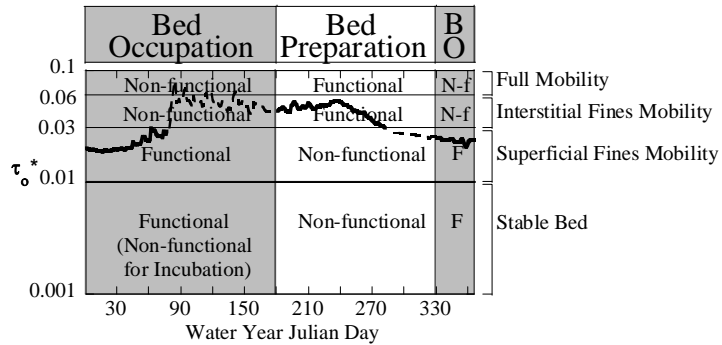 Bed Occupation
Bed Preparation
B O
0.1
Non-functional
Functional
N-f
Full Mobility
0.06
Non-functional
Functional
N-f
Interstitial Fines Mobility
0.03
Functional
Non-functional
F
Superficial Fines Mobility
τo*
0.01
Functional
(Non-functional
for Incubation)
Non-functional
F
Stable Bed
0.001
30 90 150 210 270 330
Water Year Julian Day